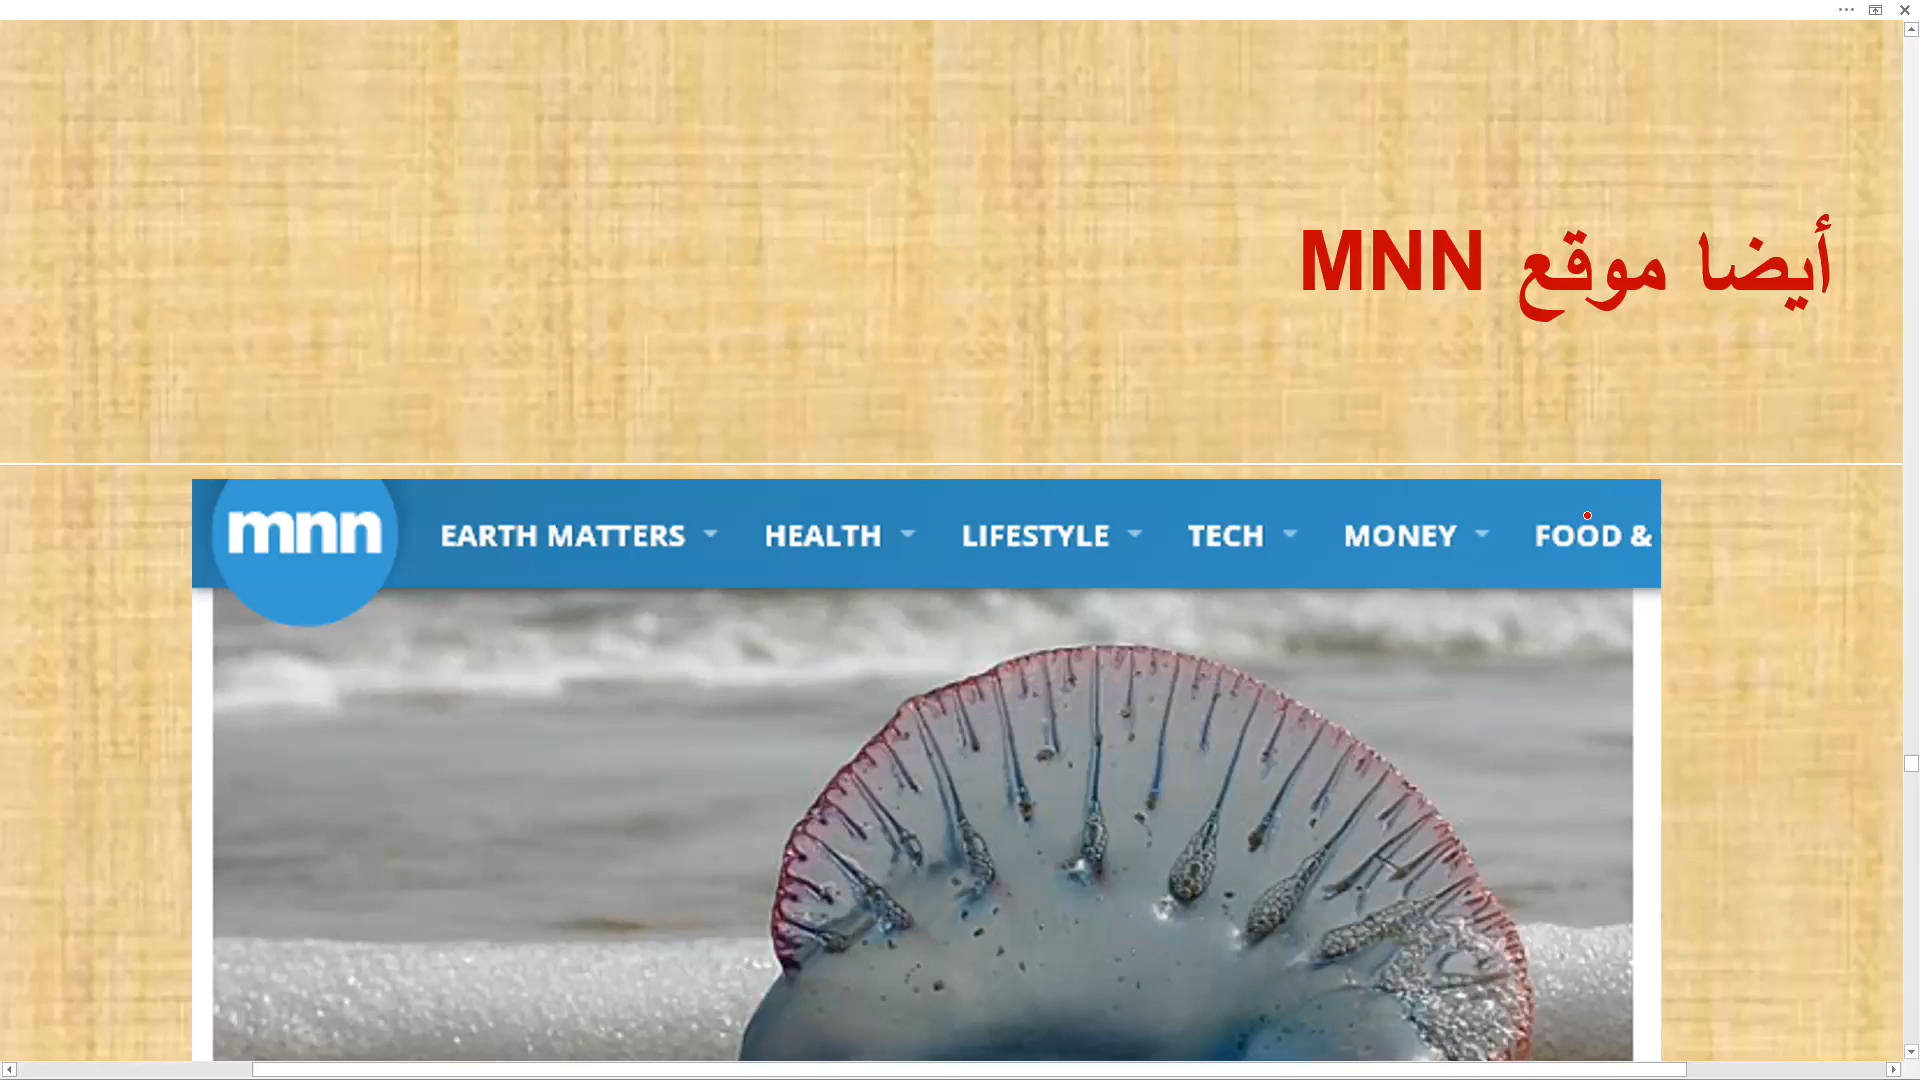 أيضا موقع MNN
mnn EARTH MATTERS HEALTH LIFESTYLE TECH MONEY FOOD &